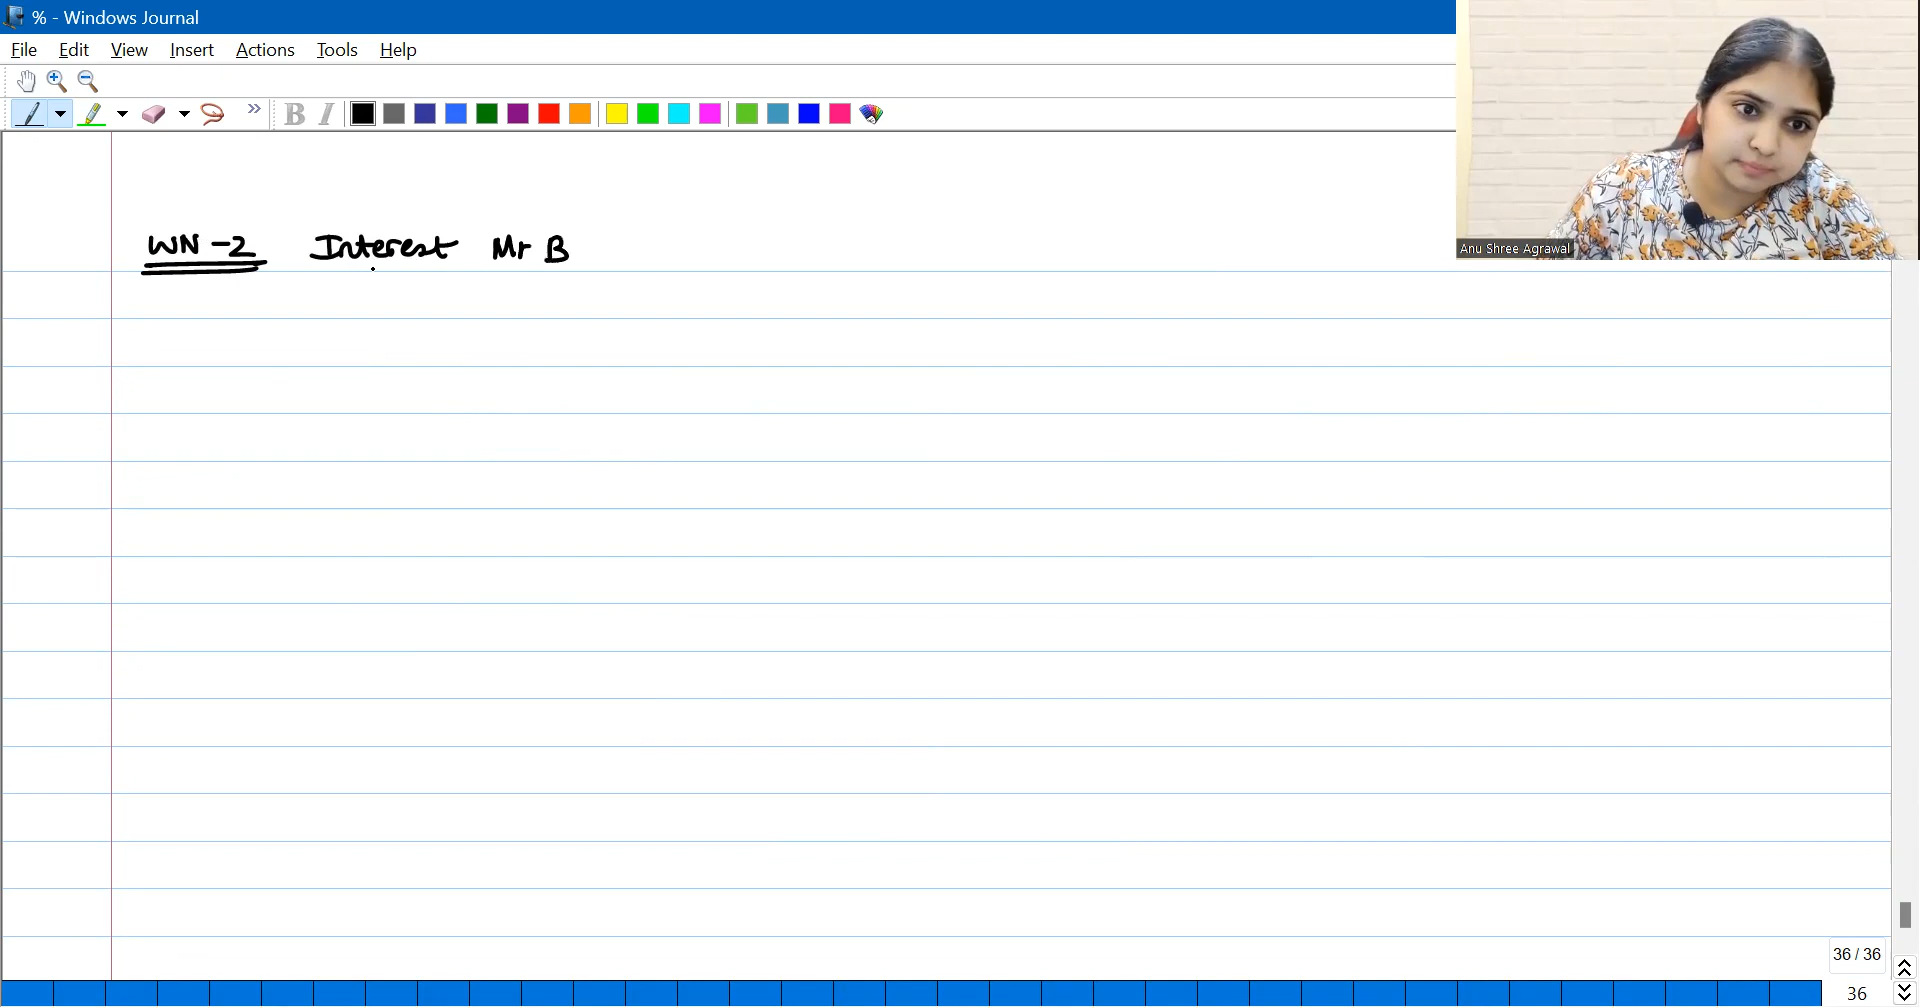 % - Windows Journal
File Edit View Insert Actions Tools Help
B I
Anu Shree Agrawal
WN -2 Interest Mr B
36 / 36
36